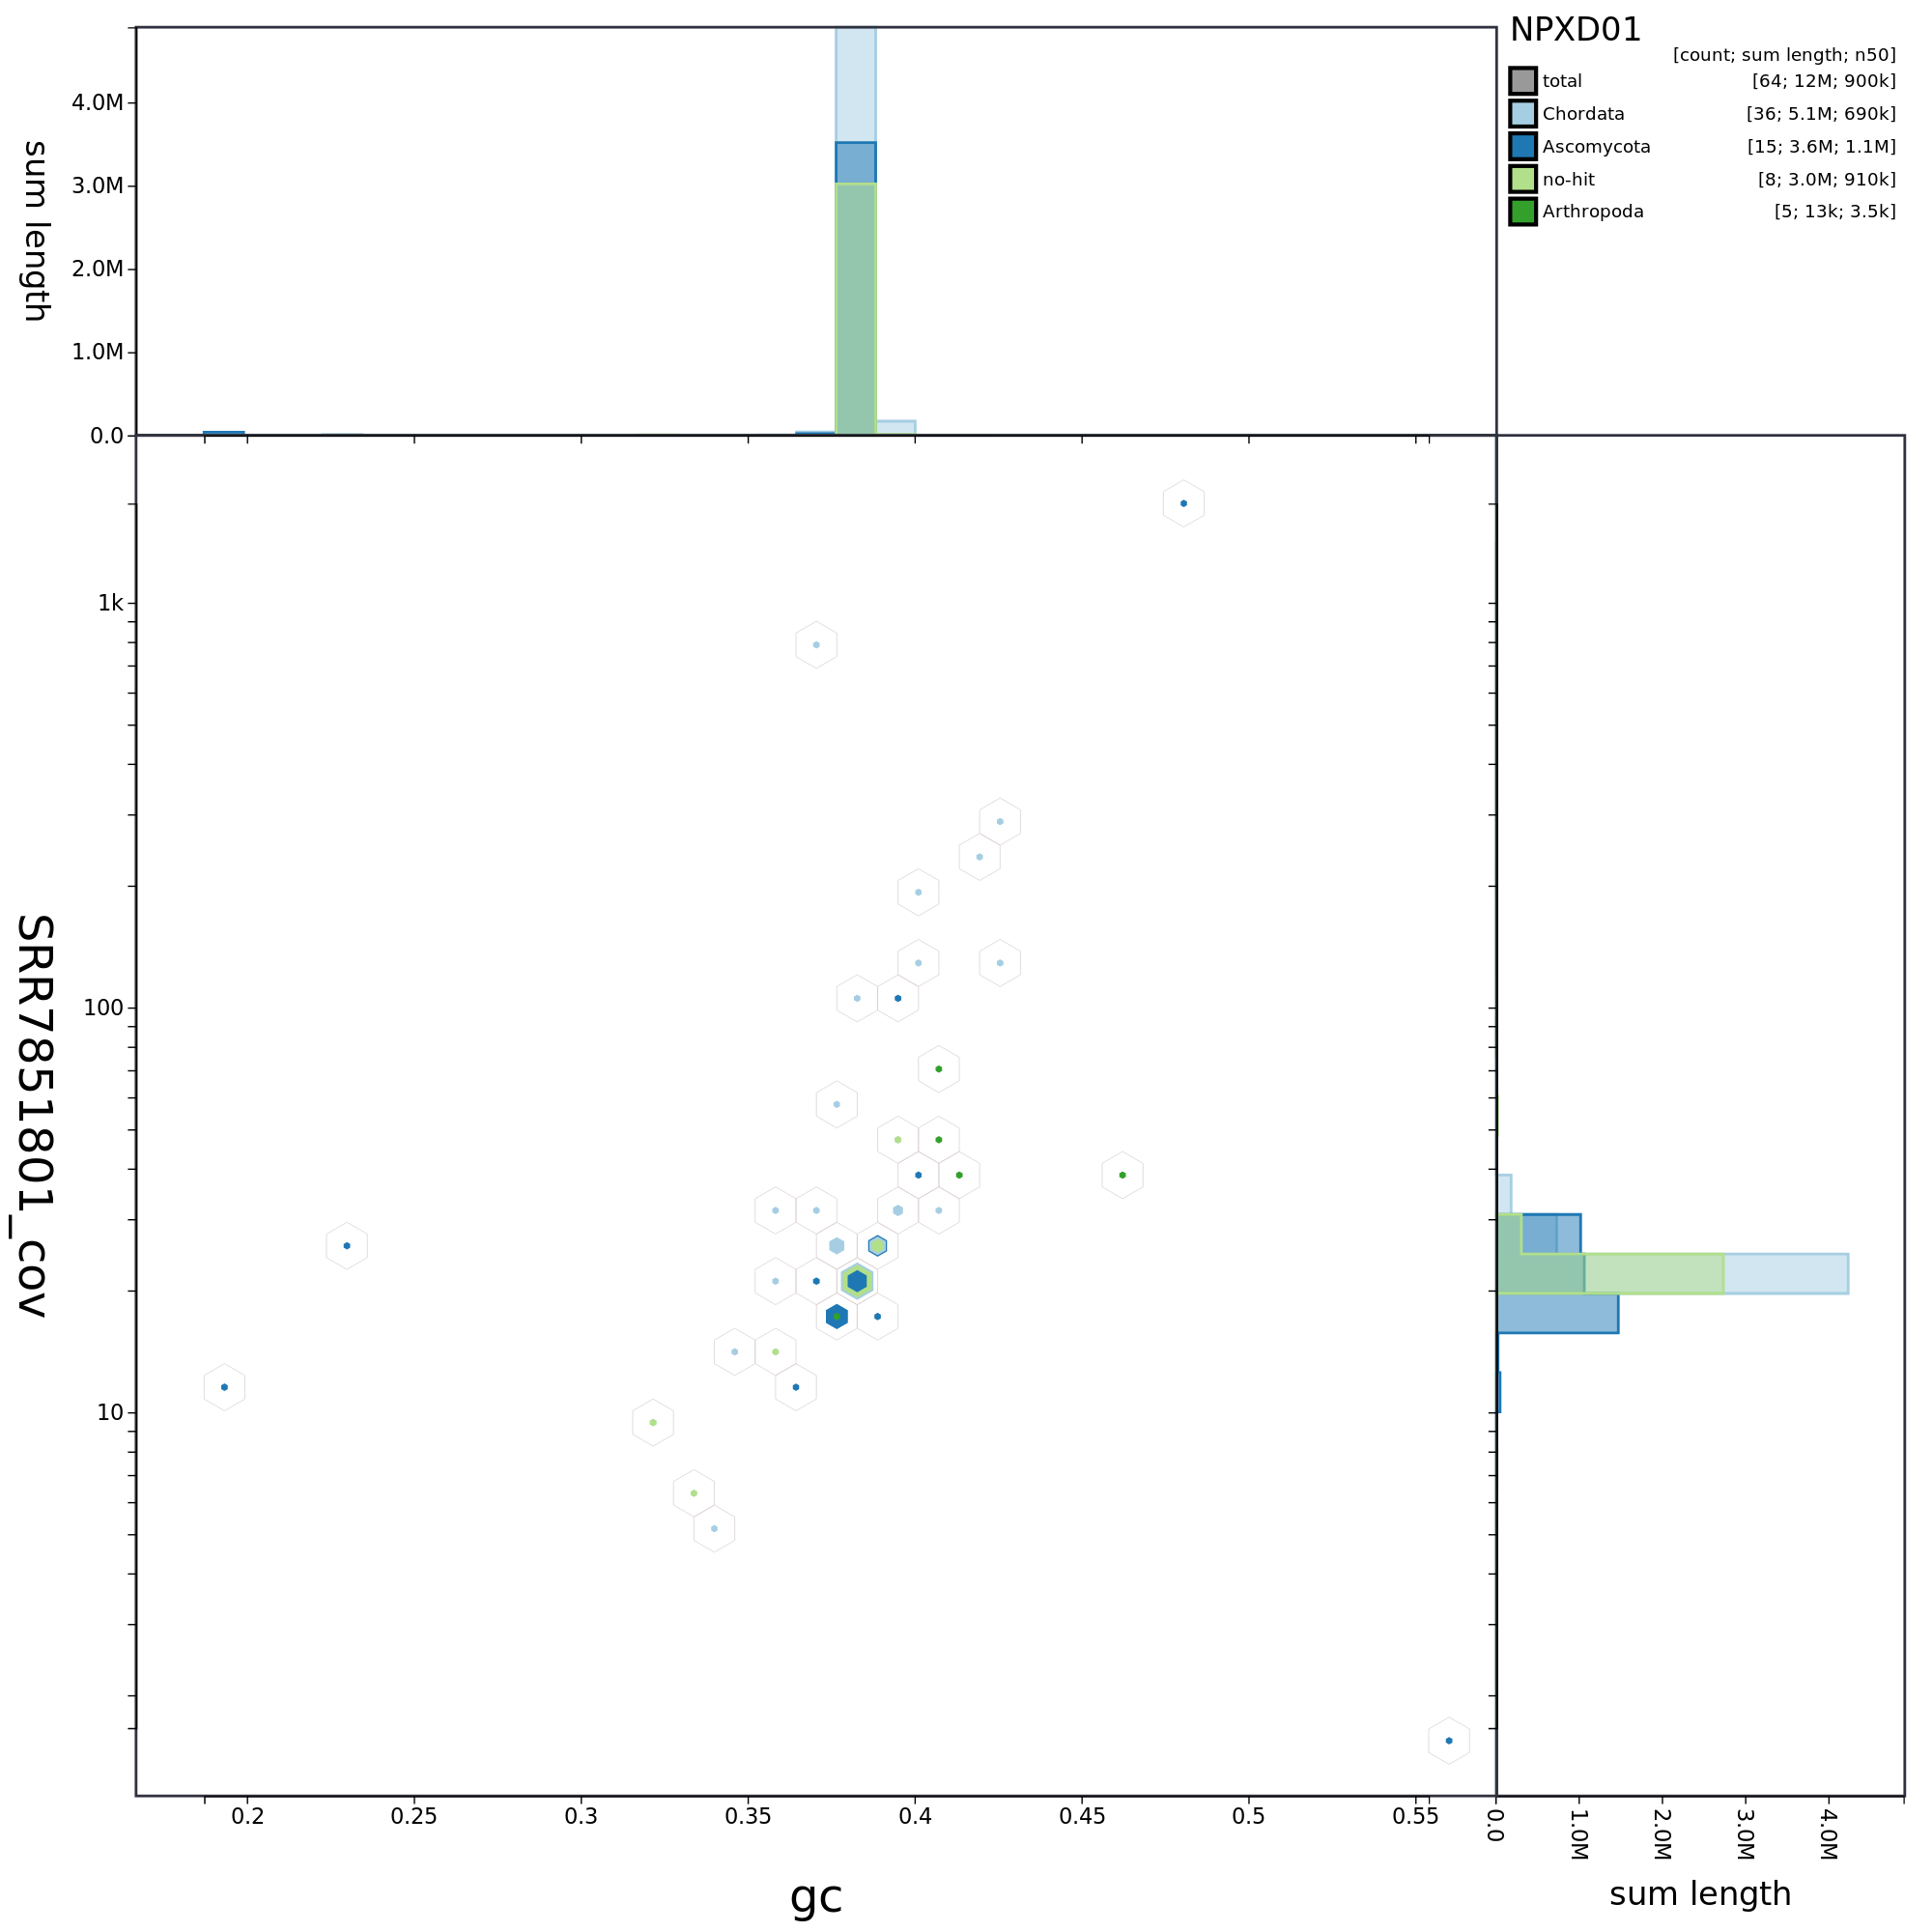 NPXD01
[count; sum length; n50]
total [64; 12M; 900k]
Chordata [36; 5.1M; 690k]
Ascomycota [15; 3.6M; 1.1M]
no-hit [8; 3.0M; 910k]
Arthropoda [5; 13k; 3.5k]
sum length
4.0M
3.0M
2.0M
1.0M
0.0
SRR7851801_cov
1k
100
10
0.2 0.25 0.3 0.35 0.4 0.45 0.5 0.55
gc
0.0 1.0M 2.0M 3.0M 4.0M
sum length